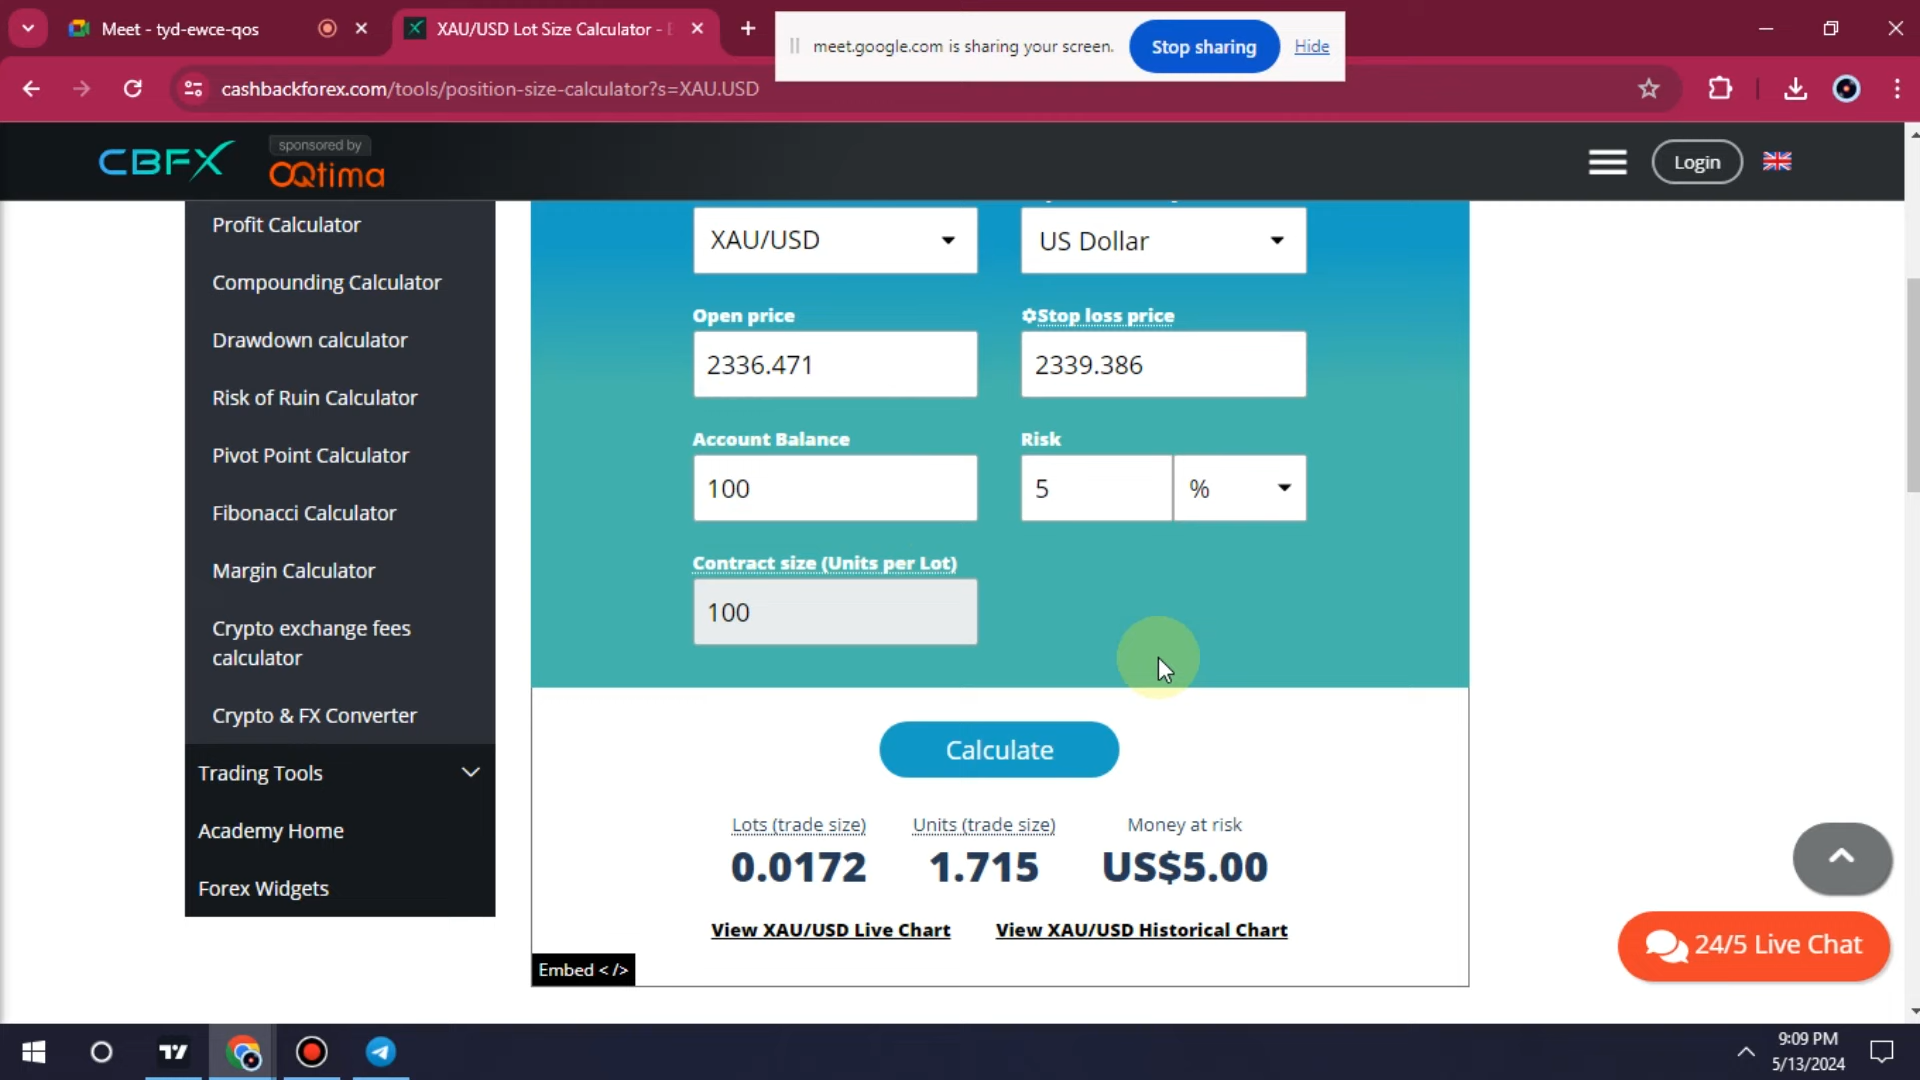 Meet - tyd-ewce-qos
XAU/USD Lot Size Calculator -
meet.google.com is sharing your screen.
Stop sharing
Hide
cashbackforex.com/tools/position-size-calculator?s=XAU.USD
CBFX
sponsored by
OQtima
Login
Profit Calculator
Compounding Calculator
Drawdown calculator
Risk of Ruin Calculator
Pivot Point Calculator
Fibonacci Calculator
Margin Calculator
Crypto exchange fees
calculator
Crypto & FX Converter
Trading Tools
Academy Home
Forex Widgets
XAU/USD
US Dollar
Open price
Stop loss price
2336.471
2339.386
Account Balance
Risk
100
5
%
Contract size (Units per Lot)
100
Calculate
Lots (trade size)
Units (trade size)
Money at risk
0.0172
1.715
US$5.00
View XAU/USD Live Chart
View XAU/USD Historical Chart
Embed < />
24/5 Live Chat
9:09 PM
5/13/2024